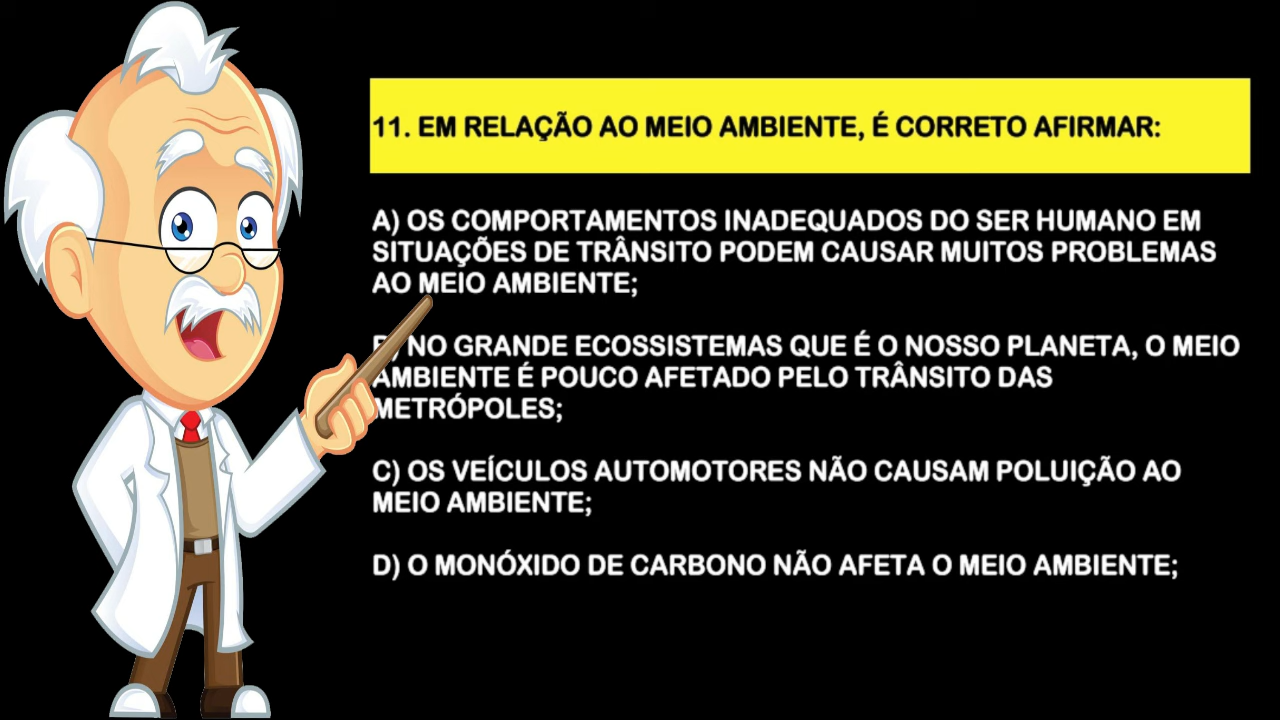 11. EM RELAÇÃO AO MEIO AMBIENTE, É CORRETO AFIRMAR:
A) OS COMPORTAMENTOS INADEQUADOS DO SER HUMANO EM
SITUAÇÕES DE TRÂNSITO PODEM CAUSAR MUITOS PROBLEMAS
AO MEIO AMBIENTE;
B) NO GRANDE ECOSSISTEMAS QUE É O NOSSO PLANETA, O MEIO
AMBIENTE É POUCO AFETADO PELO TRÂNSITO DAS
METRÓPOLES;
C) OS VEÍCULOS AUTOMOTORES NÃO CAUSAM POLUIÇÃO AO
MEIO AMBIENTE;
D) O MONÓXIDO DE CARBONO NÃO AFETA O MEIO AMBIENTE;